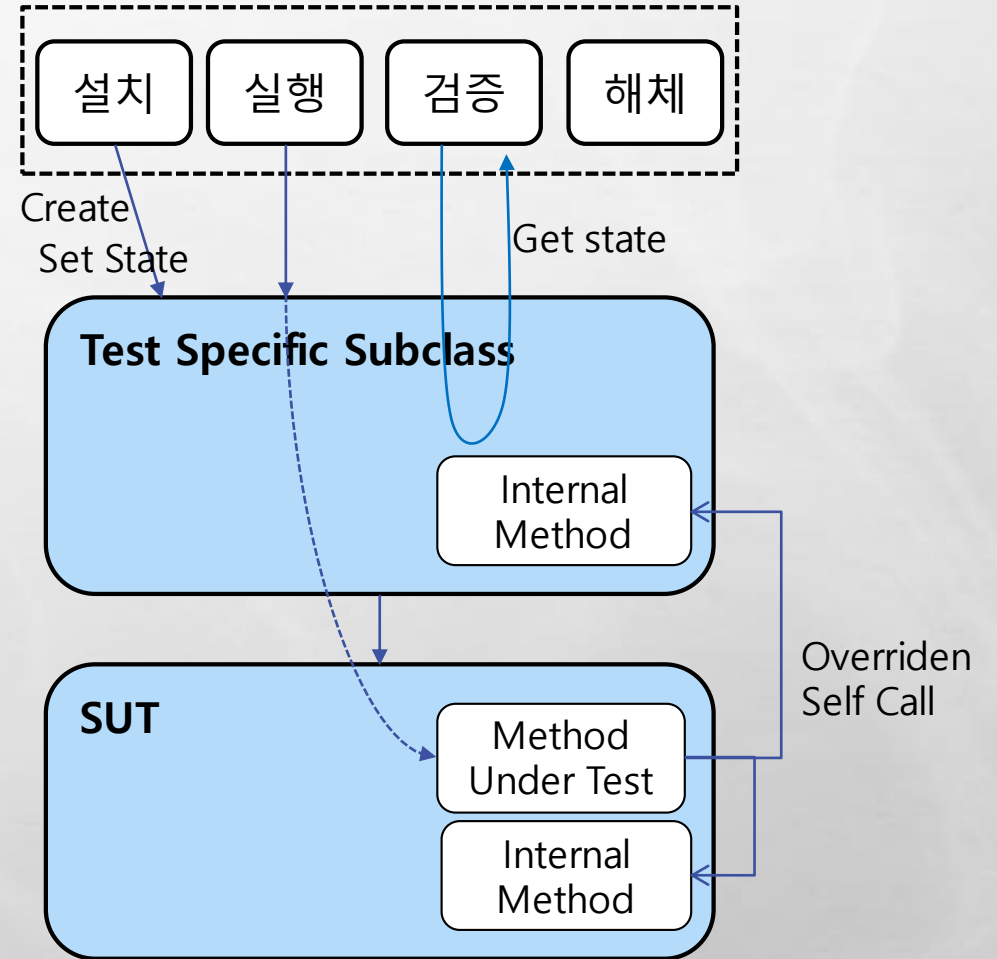 설치
실행
검증
해체
Create
Set State
Get state
Test Specific Subclass
Internal
Method
Overriden
Self Call
SUT
Method
Under Test
Internal
Method